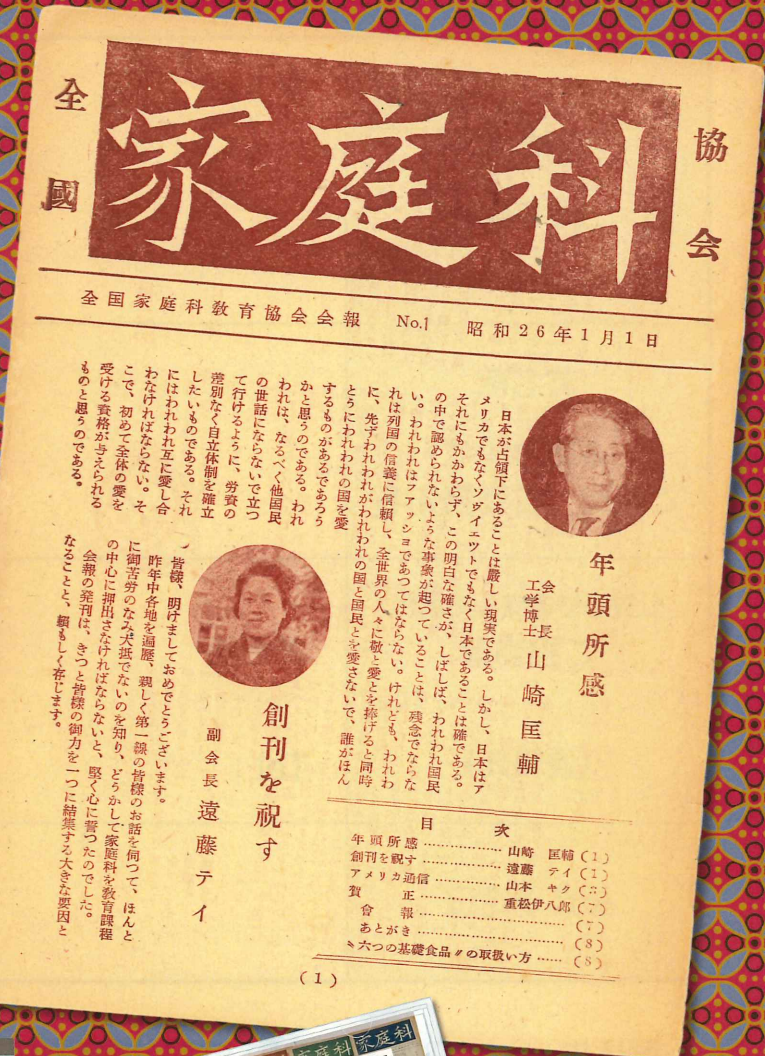 全國
家庭科
協会
全国家庭科教育協会会報 No.1 昭和26年1月1日
年頭所感
会長
工学博士 山崎匡輔
日本が占領下にあることは厳しい現実である。しかし、日本はア
メリカでもなくソヴィエツトでもなく日本であることは確である。
それにもかかわらず、この明白な確さが、しばしば、われわれ国民
の中で認められないような事象が起つていることは、残念でならな
い。われわれはファッショであつてはならない。けれども、われわ
れは列国の信義に信頼し、全世界の人々に敬と愛とを捧げると同時
に、先ずわれわれがわれわれの国と国民とを愛さないで、誰がほん
とうにわれわれの国を愛
するものがあるであろう
かと思うのである。われ
われは、なるべく他国民
の世話にならないで立つ
て行けるように、労資の
差別なく自立体制を確立
したいものである。それ
にはわれわれ互に愛し合
わなければならない。そ
こで、初めて全体の愛を
受ける資格が与えられる
ものと思うのである。
創刊を祝す
副会長 遠藤テイ
皆様、明けましておめでとうございます。
昨年中各地を遍歴、親しく第一線の皆様のお話を伺つて、ほんと
に御苦労のなみ大抵でないのを知り、どうかして家庭科を教育課程
の中心に押出さなければならないと、堅く心に誓つたのでした。
会報の発刊は、きつと皆様の御力を一つに結集する大きな要因と
なることと、頼もしく存じます。
目次
年頭所感………………山崎匡輔(1)
創刊を祝す………………遠藤テイ(1)
アメリカ通信………………山本キク
賀正………………重松伊八郎(7)
会報………………(7)
あとがき………………(8)
〝六つの基礎食品〟の取扱い方……(8)
(1)
家庭科
家庭科